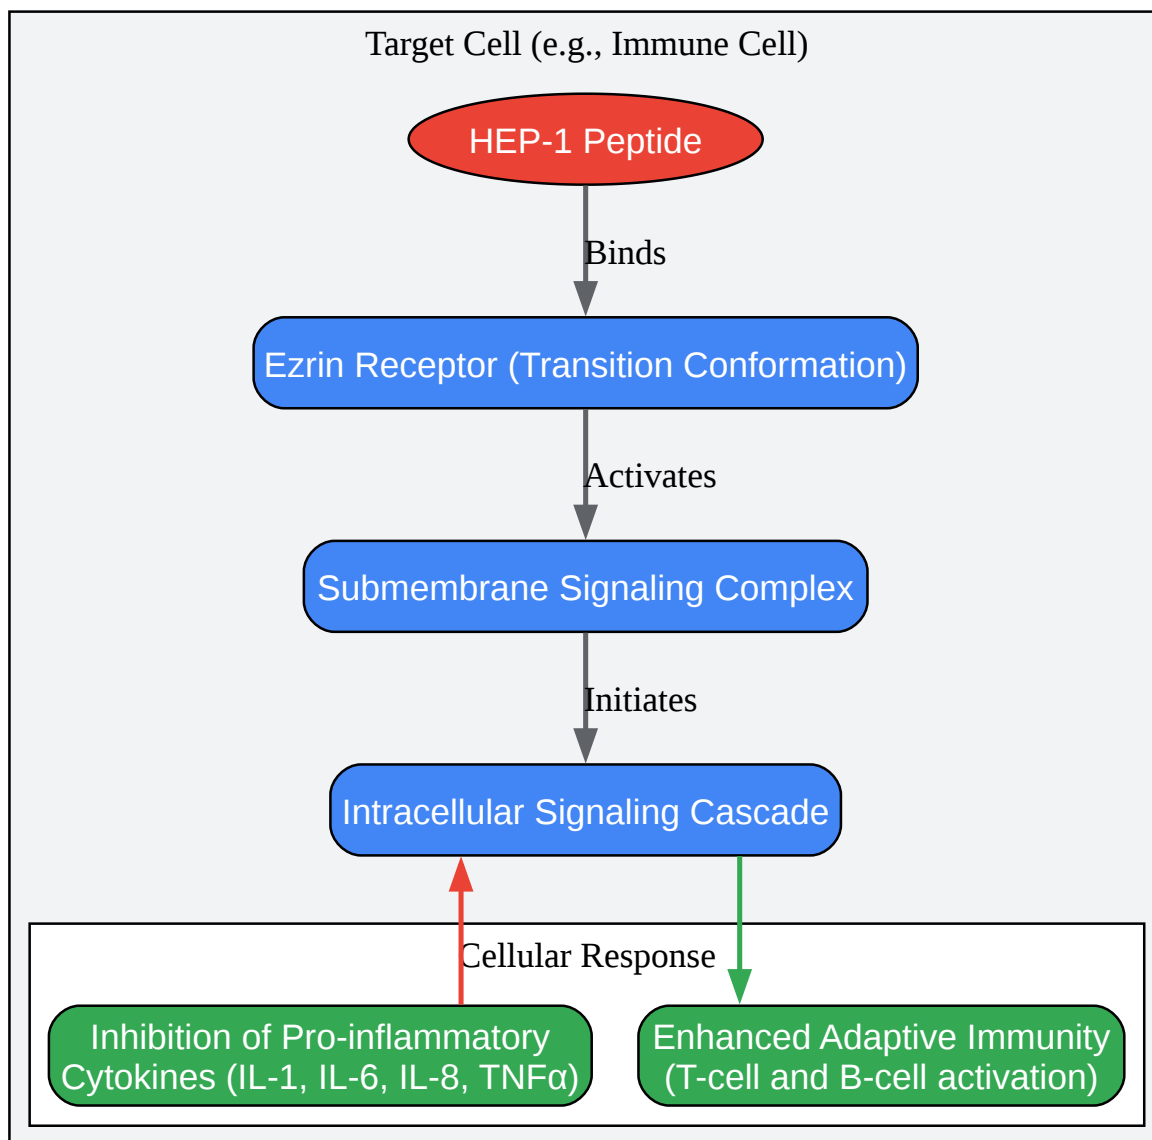 Target Cell (e.g., Immune Cell)
HEP-1 Peptide
Binds
Ezrin Receptor (Transition Conformation)
Activates
Submembrane Signaling Complex
Initiates
Intracellular Signaling Cascade
Cellular Response
Inhibition of Pro-inflammatory
Cytokines (IL-1, IL-6, IL-8, TNFα)
Enhanced Adaptive Immunity
(T-cell and B-cell activation)